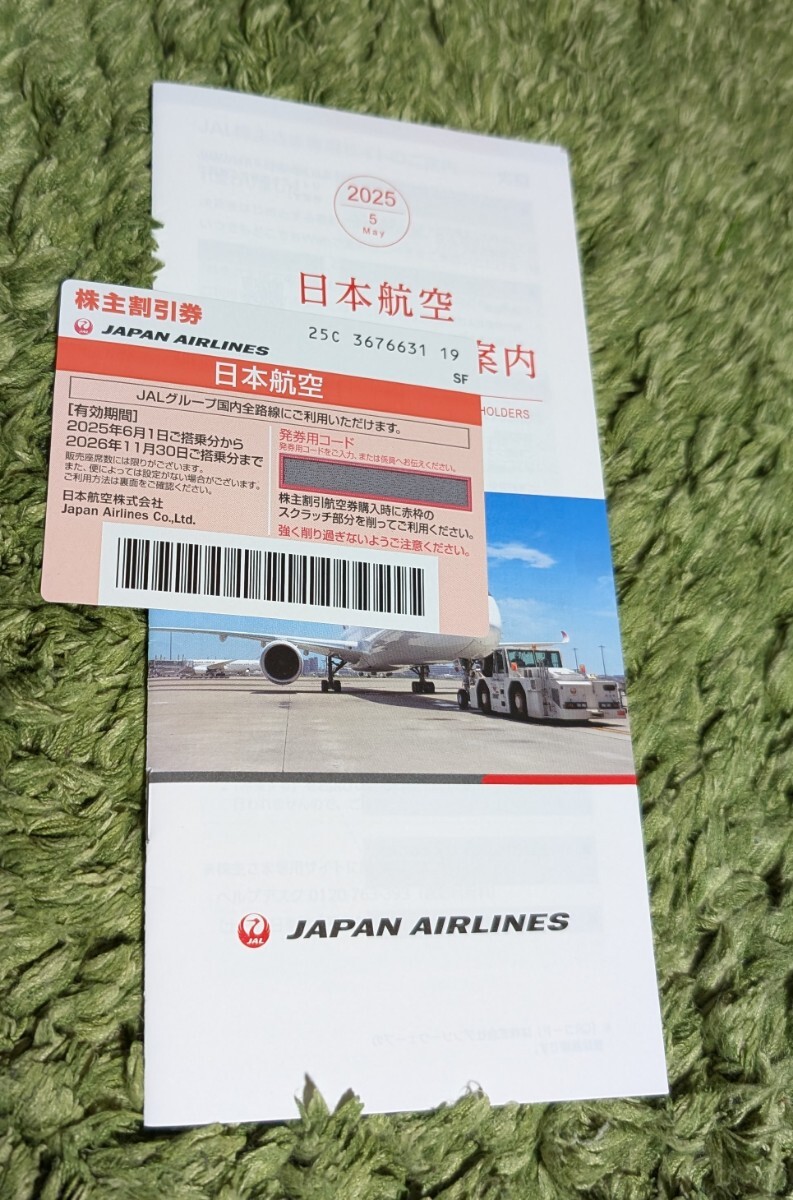 2025
5
May
日本航空
案内
HOLDERS
株主割引券
JAPAN AIRLINES
25C 3676631 19
SF
日本航空
JALグループ国内全路線にご利用いただけます。
[有効期間]
2025年6月1日ご搭乗分から
2026年11月30日ご搭乗分まで
販売座席数には限りがございます。
また、便によっては設定がない場合がございます。
ご利用方法は裏面をご確認ください。
日本航空株式会社
Japan Airlines Co.,Ltd.
発券用コード
発券用コードをご入力、または係員へお伝えください。
株主割引航空券購入時に赤枠の
スクラッチ部分を削ってご利用ください。
強く削り過ぎないようご注意ください。
JAL
JAPAN AIRLINES